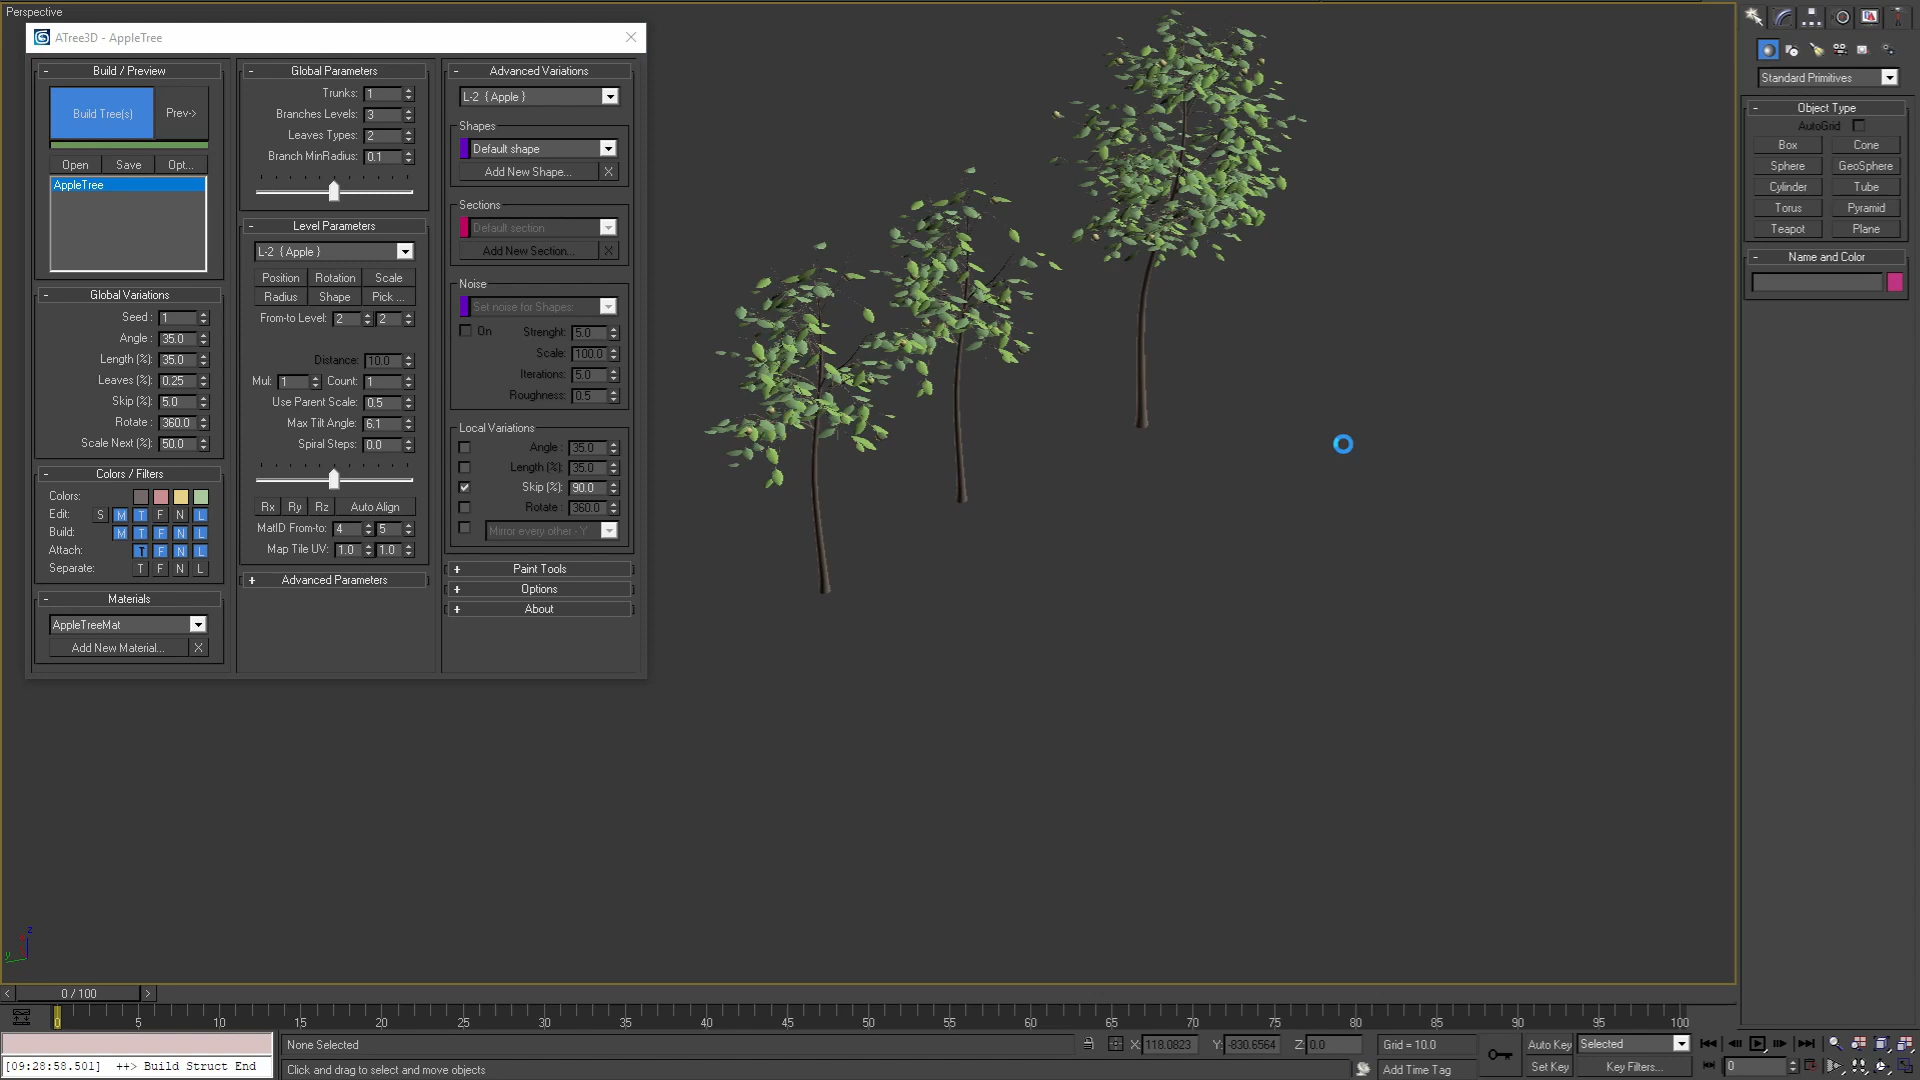 Perspective
ATree3D - AppleTree
- Build / Preview
Build Tree(s) Prev->
Open Save Opt...
AppleTree
- Global Variations
Seed : 1
Angle : 35.0
Length (%): 35.0
Leaves (%): 0.25
Skip (%): 5.0
Rotate : 360.0
Scale Next (%): 50.0
- Colors / Filters
Colors:
Edit: S M T F N L
Build: M T F N L
Attach: T F N L
Separate: T F N L
- Materials
AppleTreeMat
Add New Material... X
- Global Parameters
Trunks: 1
Branches Levels: 3
Leaves Types: 2
Branch MinRadius: 0.1
- Level Parameters
L-2 { Apple }
Position Rotation Scale
Radius Shape Pick ...
From-to Level: 2 2
Distance: 10.0
Mul: 1 Count: 1
Use Parent Scale: 0.5
Max Tilt Angle: 6.1
Spiral Steps: 0.0
Rx Ry Rz Auto Align
MatID From-to: 4 5
Map Tile UV: 1.0 1.0
+ Advanced Parameters
- Advanced Variations
L-2 { Apple }
Shapes
Default shape
Add New Shape... X
Sections
Default section
Add New Section... X
Noise
Set noise for Shapes:
On Strenght: 5.0
Scale: 100.0
Iterations: 5.0
Roughness: 0.5
Local Variations
Angle : 35.0
Length (%): 35.0
Skip (%): 90.0
Rotate : 360.0
Mirror every other - Y
+ Paint Tools
+ Options
+ About
Standard Primitives
- Object Type
AutoGrid
Box Cone
Sphere GeoSphere
Cylinder Tube
Torus Pyramid
Teapot Plane
- Name and Color
z
y
< 0 / 100 >
0 5 10 15 20 25 30 35 40 45 50 55 60 65 70 75 80 85 90 95 100
None Selected X: 118.0823 Y: -830.6564 Z: 0.0 Grid = 10.0 Auto Key Selected
[09:28:58.501] ++> Build Struct End Click and drag to select and move objects Add Time Tag Set Key Key Filters... 0